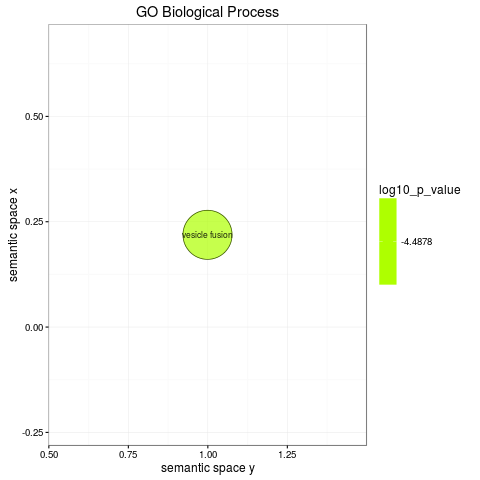 GO Biological Process
semantic space x
0.50
0.25
0.00
-0.25
vesicle fusion
0.50 0.75 1.00 1.25
semantic space y
log10_p_value
-4.4878